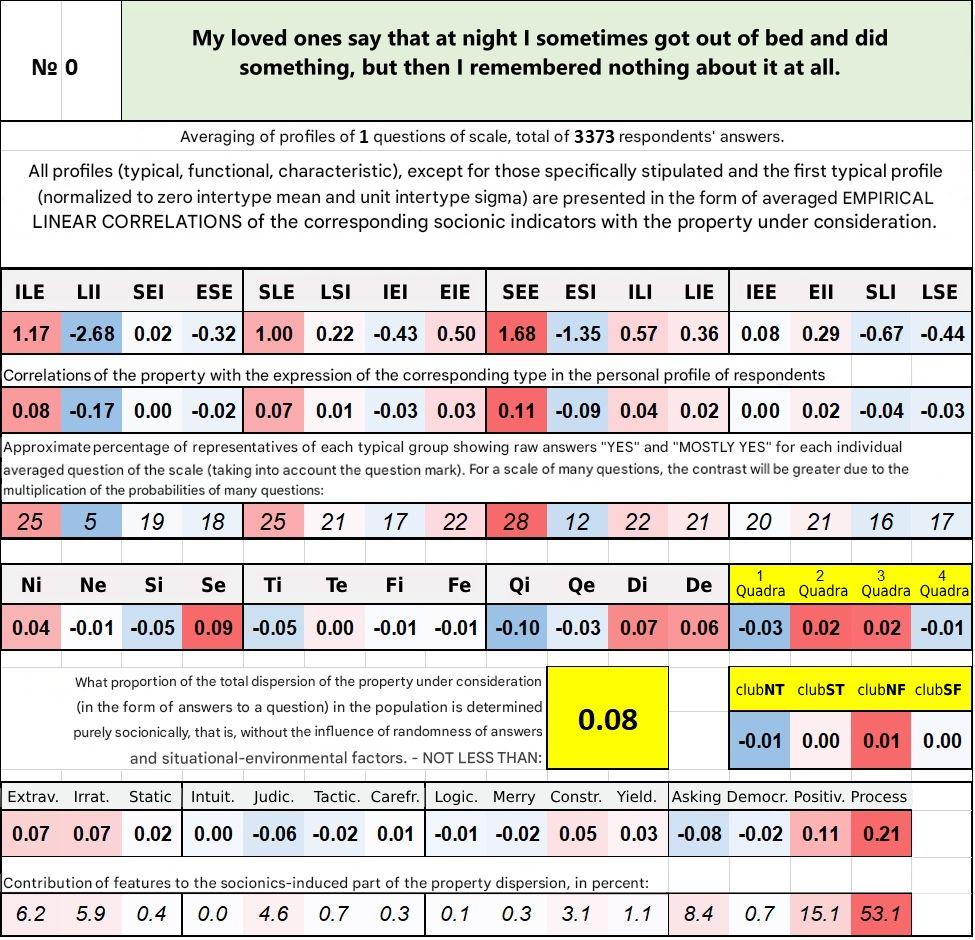 № 0
My loved ones say that at night I sometimes got out of bed and did
something, but then I remembered nothing about it at all.
Averaging of profiles of 1 questions of scale, total of 3373 respondents' answers.
All profiles (typical, functional, characteristic), except for those specifically stipulated and the first typical profile
(normalized to zero intertype mean and unit intertype sigma) are presented in the form of averaged EMPIRICAL
LINEAR CORRELATIONS of the corresponding socionic indicators with the property under consideration.
ILE LII SEI ESE SLE LSI IEI EIE SEE ESI ILI LIE IEE EII SLI LSE
1.17 -2.68 0.02 -0.32 1.00 0.22 -0.43 0.50 1.68 -1.35 0.57 0.36 0.08 0.29 -0.67 -0.44
Correlations of the property with the expression of the corresponding type in the personal profile of respondents
0.08 -0.17 0.00 -0.02 0.07 0.01 -0.03 0.03 0.11 -0.09 0.04 0.02 0.00 0.02 -0.04 -0.03
Approximate percentage of representatives of each typical group showing raw answers "YES" and "MOSTLY YES" for each individual
averaged question of the scale (taking into account the question mark). For a scale of many questions, the contrast will be greater due to the
multiplication of the probabilities of many questions:
25 5 19 18 25 21 17 22 28 12 22 21 20 21 16 17
Ni Ne Si Se Ti Te Fi Fe Qi Qe Di De 1 Quadra 2 Quadra 3 Quadra 4 Quadra
0.04 -0.01 -0.05 0.09 -0.05 0.00 -0.01 -0.01 -0.10 -0.03 0.07 0.06 -0.03 0.02 0.02 -0.01
What proportion of the total dispersion of the property under consideration
(in the form of answers to a question) in the population is determined
purely socionically, that is, without the influence of randomness of answers
and situational-environmental factors. - NOT LESS THAN:
0.08
clubNT clubST clubNF clubSF
-0.01 0.00 0.01 0.00
Extrav. Irrat. Static Intuit. Judic. Tactic. Carefr. Logic. Merry Constr. Yield. Asking Democr. Positiv. Process
0.07 0.07 0.02 0.00 -0.06 -0.02 0.01 -0.01 -0.02 0.05 0.03 -0.08 -0.02 0.11 0.21
Contribution of features to the socionics-induced part of the property dispersion, in percent:
6.2 5.9 0.4 0.0 4.6 0.7 0.3 0.1 0.3 3.1 1.1 8.4 0.7 15.1 53.1